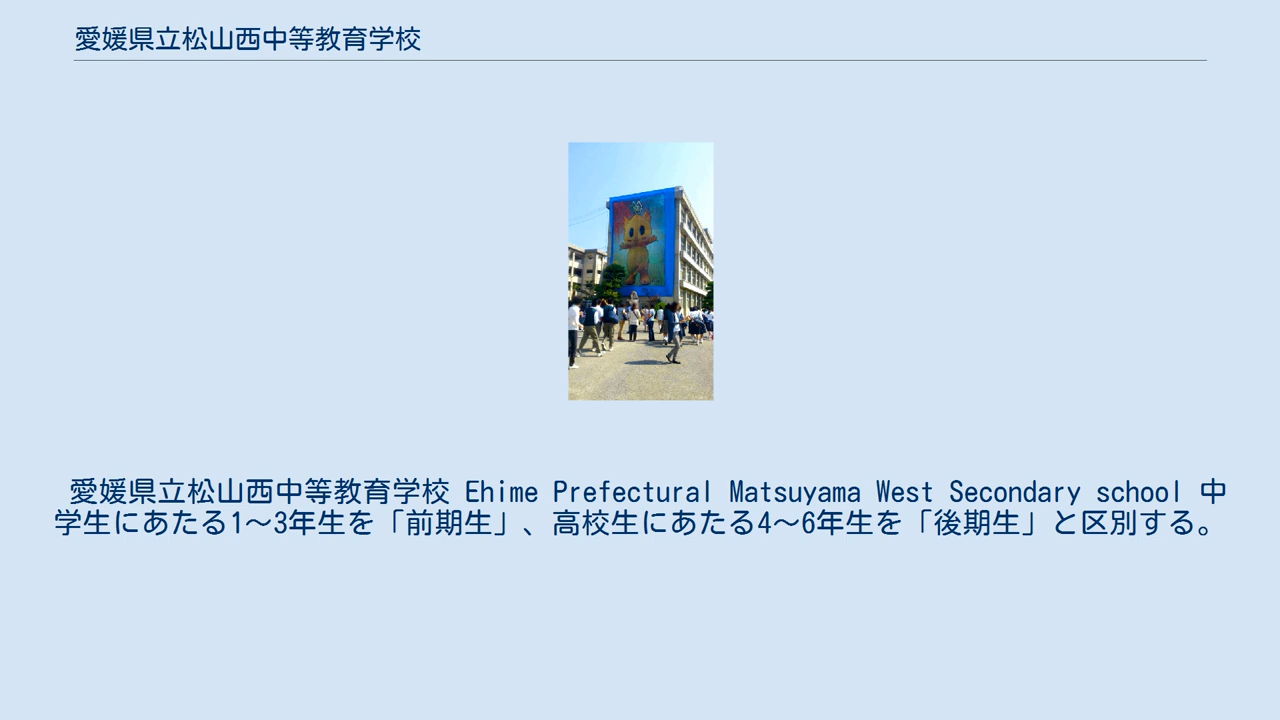 愛媛県立松山西中等教育学校
愛媛県立松山西中等教育学校 Ehime Prefectural Matsuyama West Secondary school 中
学生にあたる1〜3年生を「前期生」、高校生にあたる4〜6年生を「後期生」と区別する。